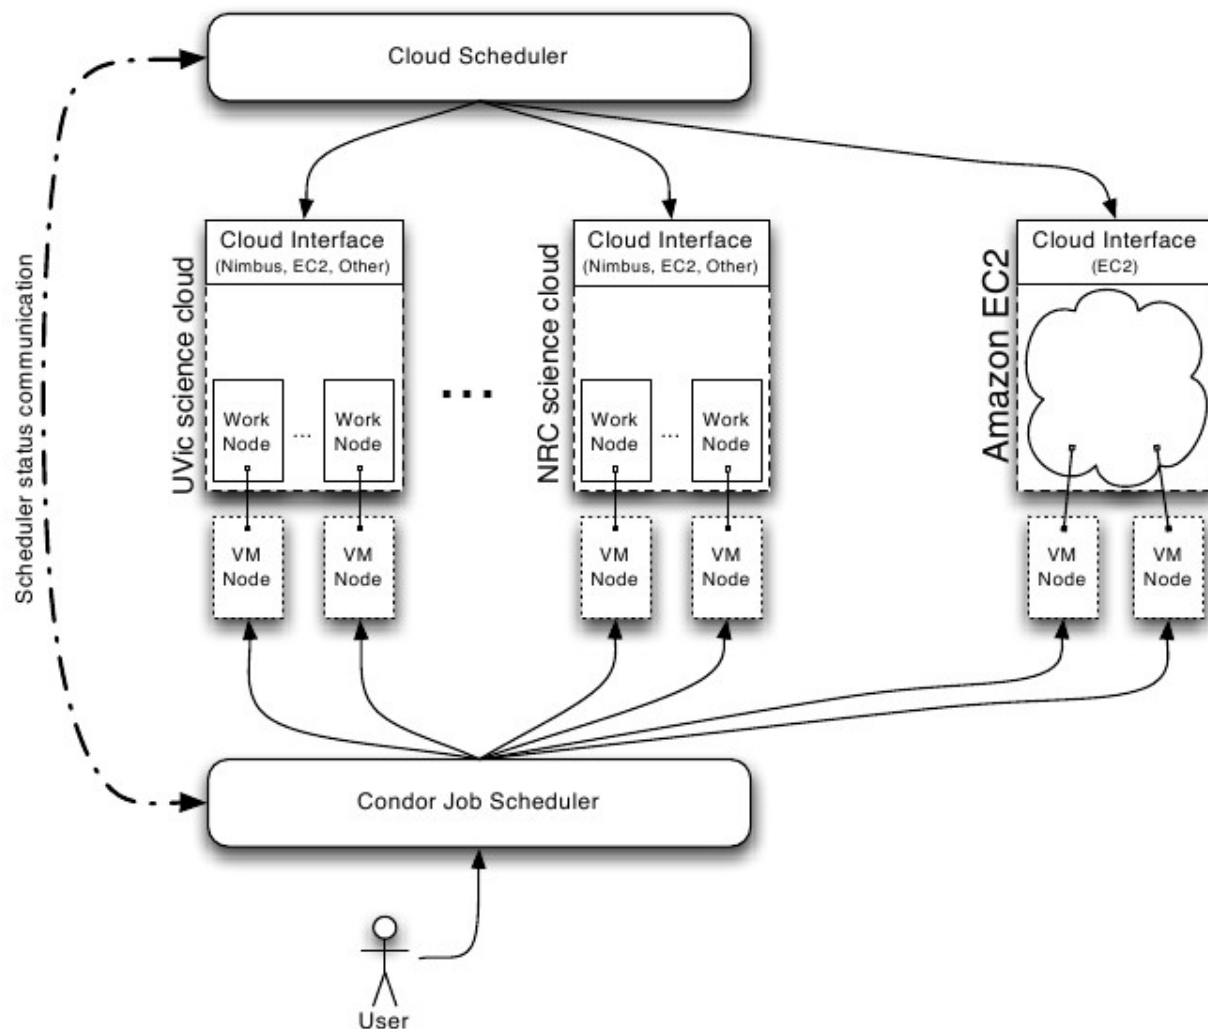 Cloud Scheduler
Scheduler status communication
UVic science cloud
Cloud Interface
(Nimbus, EC2, Other)
Work
Node
...
Work
Node
VM
Node
VM
Node
...
NRC science cloud
Cloud Interface
(Nimbus, EC2, Other)
Work
Node
...
Work
Node
VM
Node
VM
Node
Amazon EC2
Cloud Interface
(EC2)
VM
Node
VM
Node
Condor Job Scheduler
User